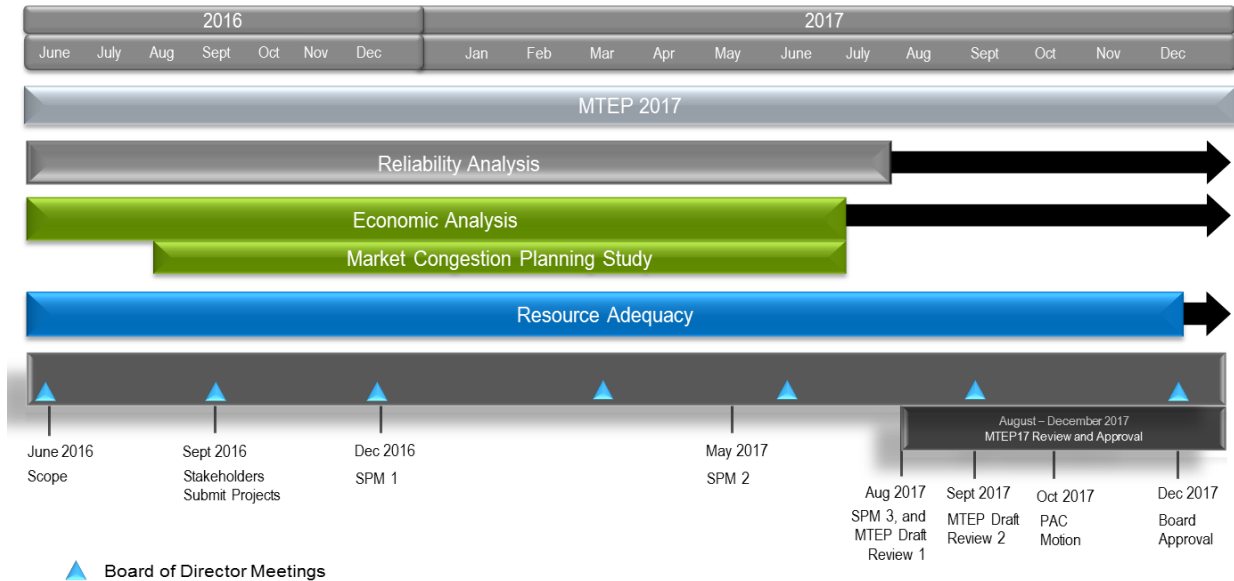 2016
2017
June July Aug Sept Oct Nov Dec
Jan Feb Mar Apr May June July Aug Sept Oct Nov Dec
MTEP 2017
Reliability Analysis
Economic Analysis
Market Congestion Planning Study
Resource Adequacy
August – December 2017
MTEP17 Review and Approval
June 2016
Scope
Sept 2016
Stakeholders
Submit Projects
Dec 2016
SPM 1
May 2017
SPM 2
Aug 2017
SPM 3, and
MTEP Draft
Review 1
Sept 2017
MTEP Draft
Review 2
Oct 2017
PAC
Motion
Dec 2017
Board
Approval
Board of Director Meetings